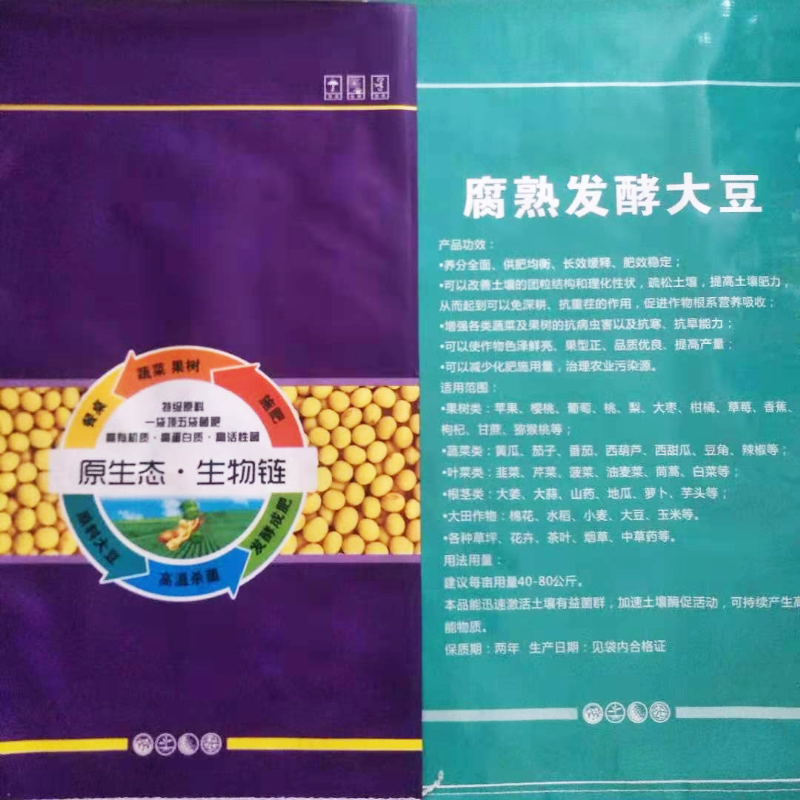 蔬菜 果树
施肥
餐桌
特级原料
一袋顶五袋菌肥
高有机质·高蛋白质·高活性菌
原生态·生物链
原料大豆
发酵成肥
高温杀菌
腐熟发酵大豆
产品功效：
•养分全面、供肥均衡、长效缓释、肥效稳定；
•可以改善土壤的团粒结构和理化性状，疏松土壤，提高土壤肥力，
从而起到可以免深耕、抗重茬的作用，促进作物根系营养吸收；
•增强各类蔬菜及果树的抗病虫害以及抗寒、抗旱能力；
•可以使作物色泽鲜亮、果型正、品质优良、提高产量；
•可以减少化肥施用量，治理农业污染源。
适用范围：
•果树类：苹果、樱桃、葡萄、桃、梨、大枣、柑橘、草莓、香蕉、
枸杞、甘蔗、猕猴桃等；
•蔬菜类：黄瓜、茄子、番茄、西葫芦、西甜瓜、豆角、辣椒等；
•叶菜类：韭菜、芹菜、菠菜、油麦菜、茼蒿、白菜等；
•根茎类：大姜、大蒜、山药、地瓜、萝卜、芋头等；
•大田作物：棉花、水稻、小麦、大豆、玉米等。
•各种草坪、花卉、茶叶、烟草、中草药等。
用法用量：
建议每亩用量40-80公斤。
本品能迅速激活土壤有益菌群，加速土壤酶促活动，可持续产生高
能物质。
保质期：两年 生产日期：见袋内合格证